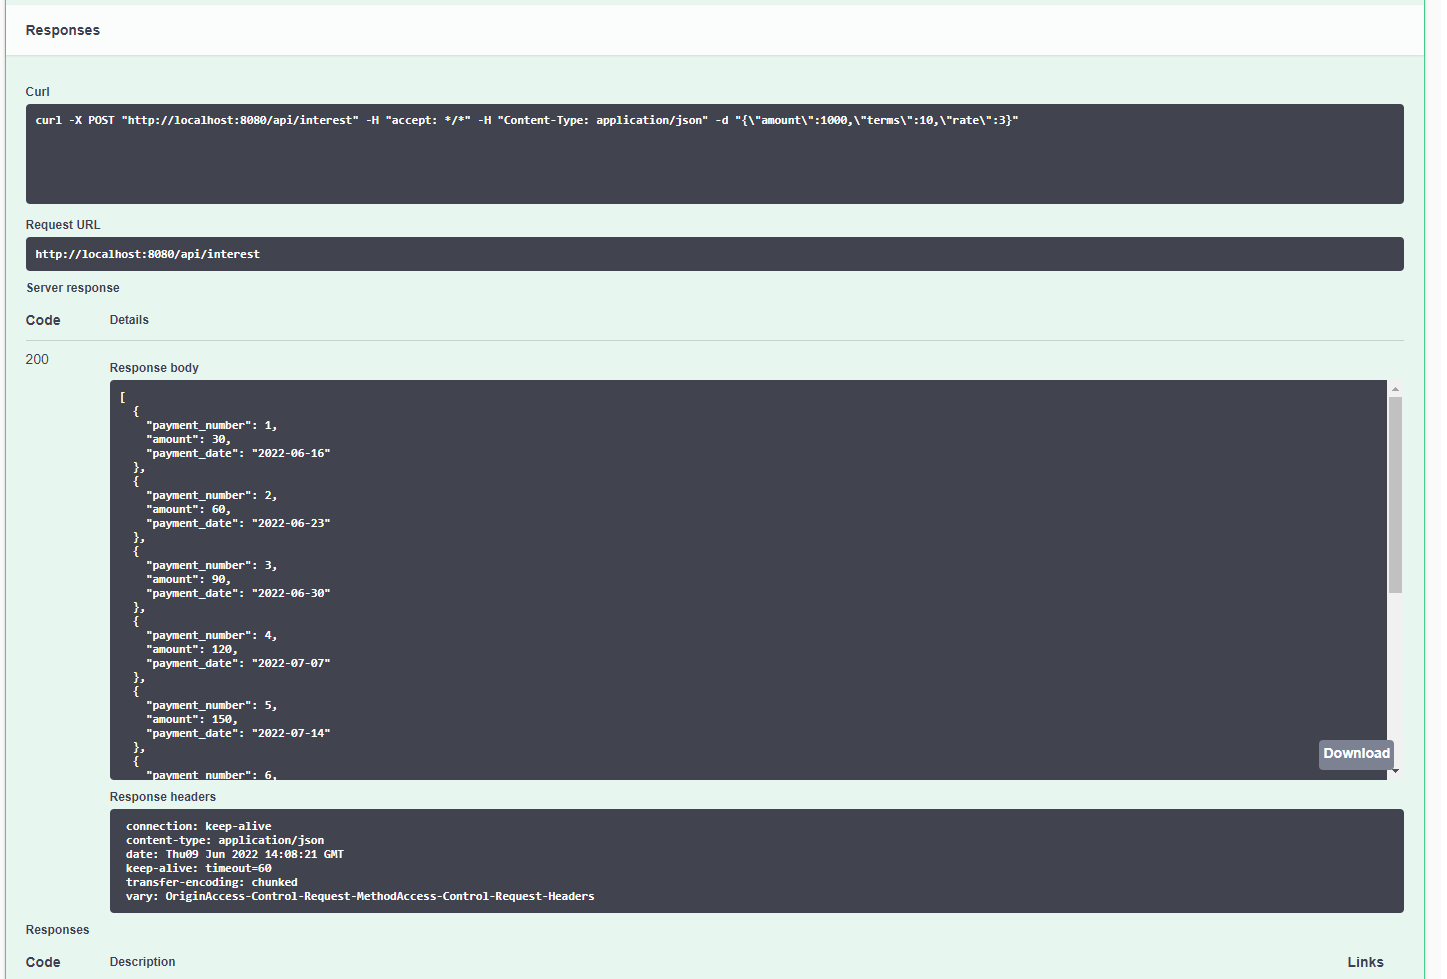 Responses
Curl
curl -X POST "http://localhost:8080/api/interest" -H "accept: */*" -H "Content-Type: application/json" -d "{\"amount\":1000,\"terms\":10,\"rate\":3}"
Request URL
http://localhost:8080/api/interest
Server response
Code Details
200
Response body
[
  {
    "payment_number": 1,
    "amount": 30,
    "payment_date": "2022-06-16"
  },
  {
    "payment_number": 2,
    "amount": 60,
    "payment_date": "2022-06-23"
  },
  {
    "payment_number": 3,
    "amount": 90,
    "payment_date": "2022-06-30"
  },
  {
    "payment_number": 4,
    "amount": 120,
    "payment_date": "2022-07-07"
  },
  {
    "payment_number": 5,
    "amount": 150,
    "payment_date": "2022-07-14"
  },
  {
    "payment_number": 6,
Download
Response headers
connection: keep-alive
content-type: application/json
date: Thu09 Jun 2022 14:08:21 GMT
keep-alive: timeout=60
transfer-encoding: chunked
vary: OriginAccess-Control-Request-MethodAccess-Control-Request-Headers
Responses
Code Description Links